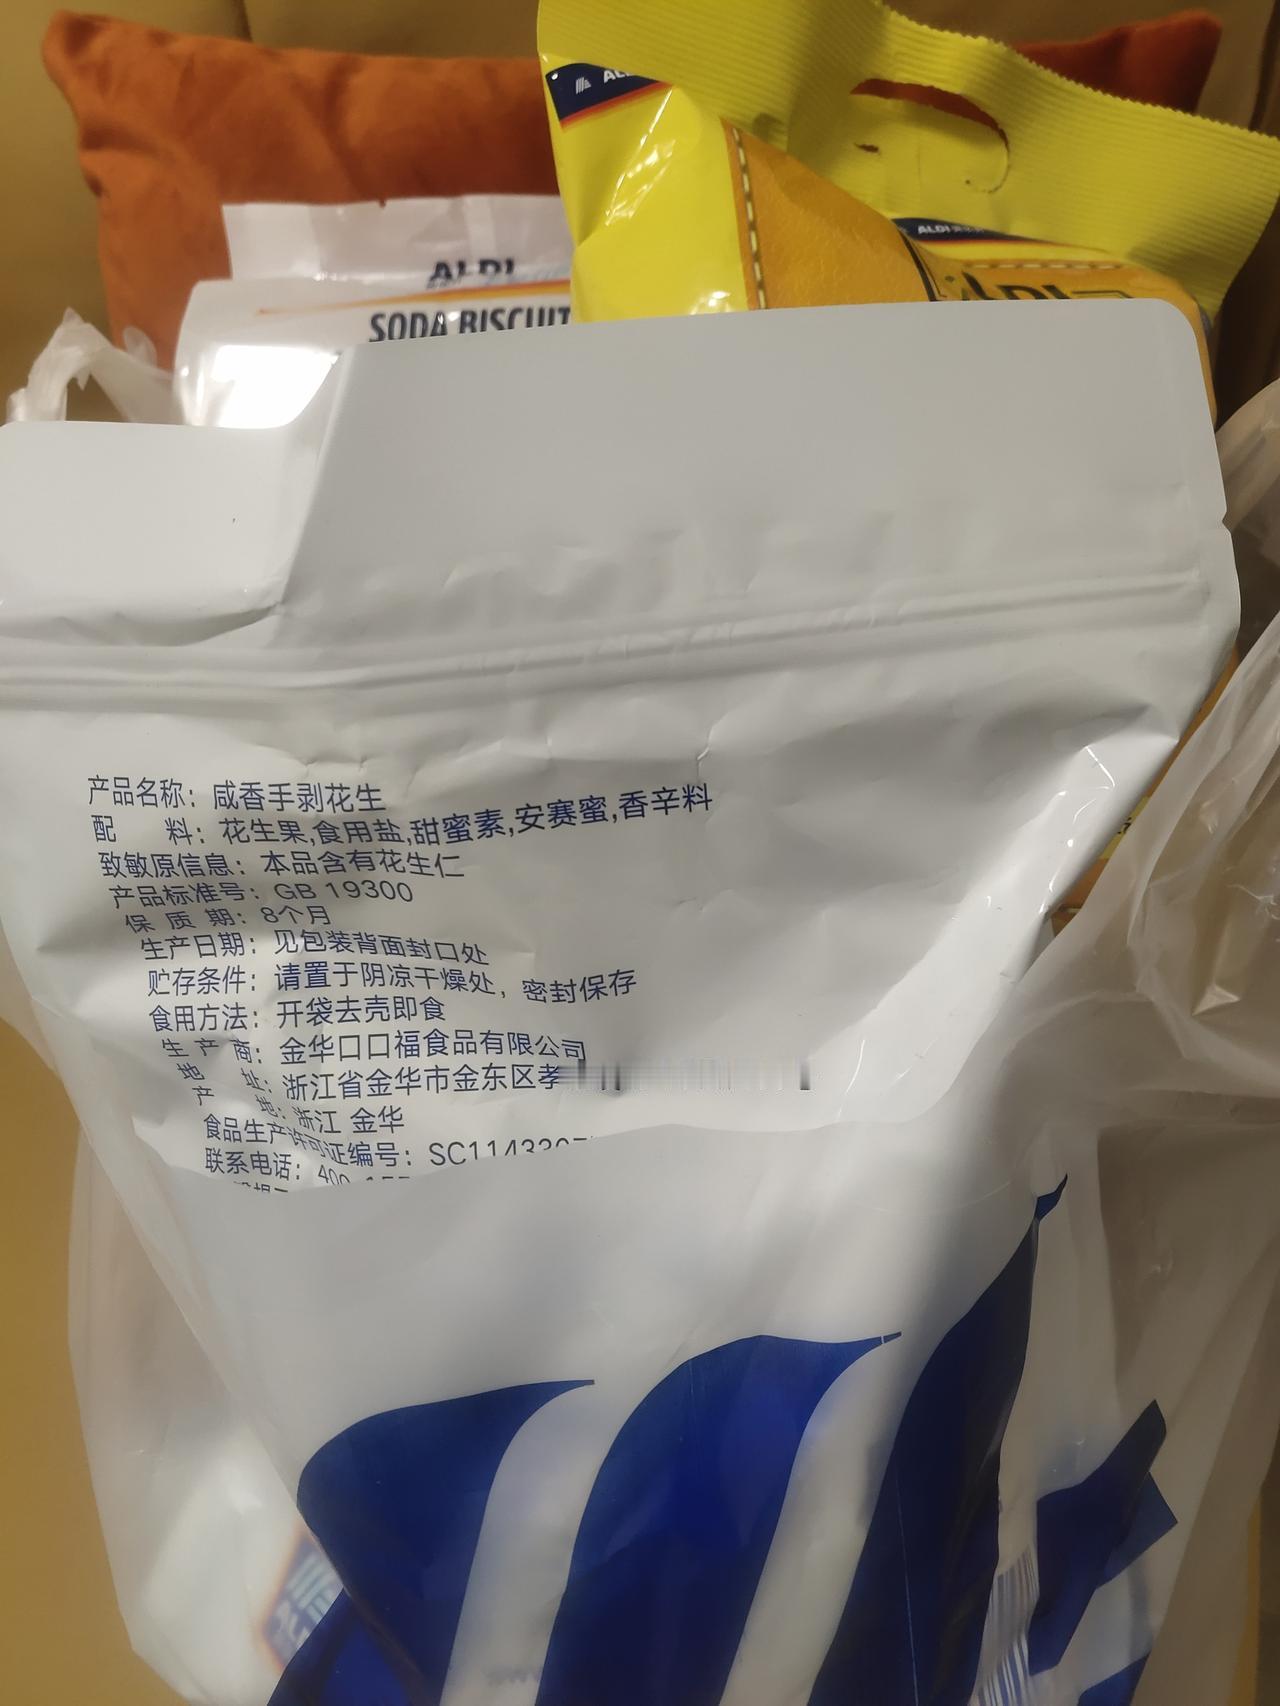 ALDI
ALDI
SODA BISCUIT
产品名称：咸香手剥花生
配 料：花生果,食用盐,甜蜜素,安赛蜜,香辛料
致敏原信息：本品含有花生仁
产品标准号：GB 19300
保 质 期：8个月
生产日期：见包装背面封口处
贮存条件：请置于阴凉干燥处，密封保存
食用方法：开袋去壳即食
生 产 商：金华口口福食品有限公司
地 址：浙江省金华市金东区孝
产 地：浙江 金华
食品生产许可证编号：SC1143307
联系电话：400